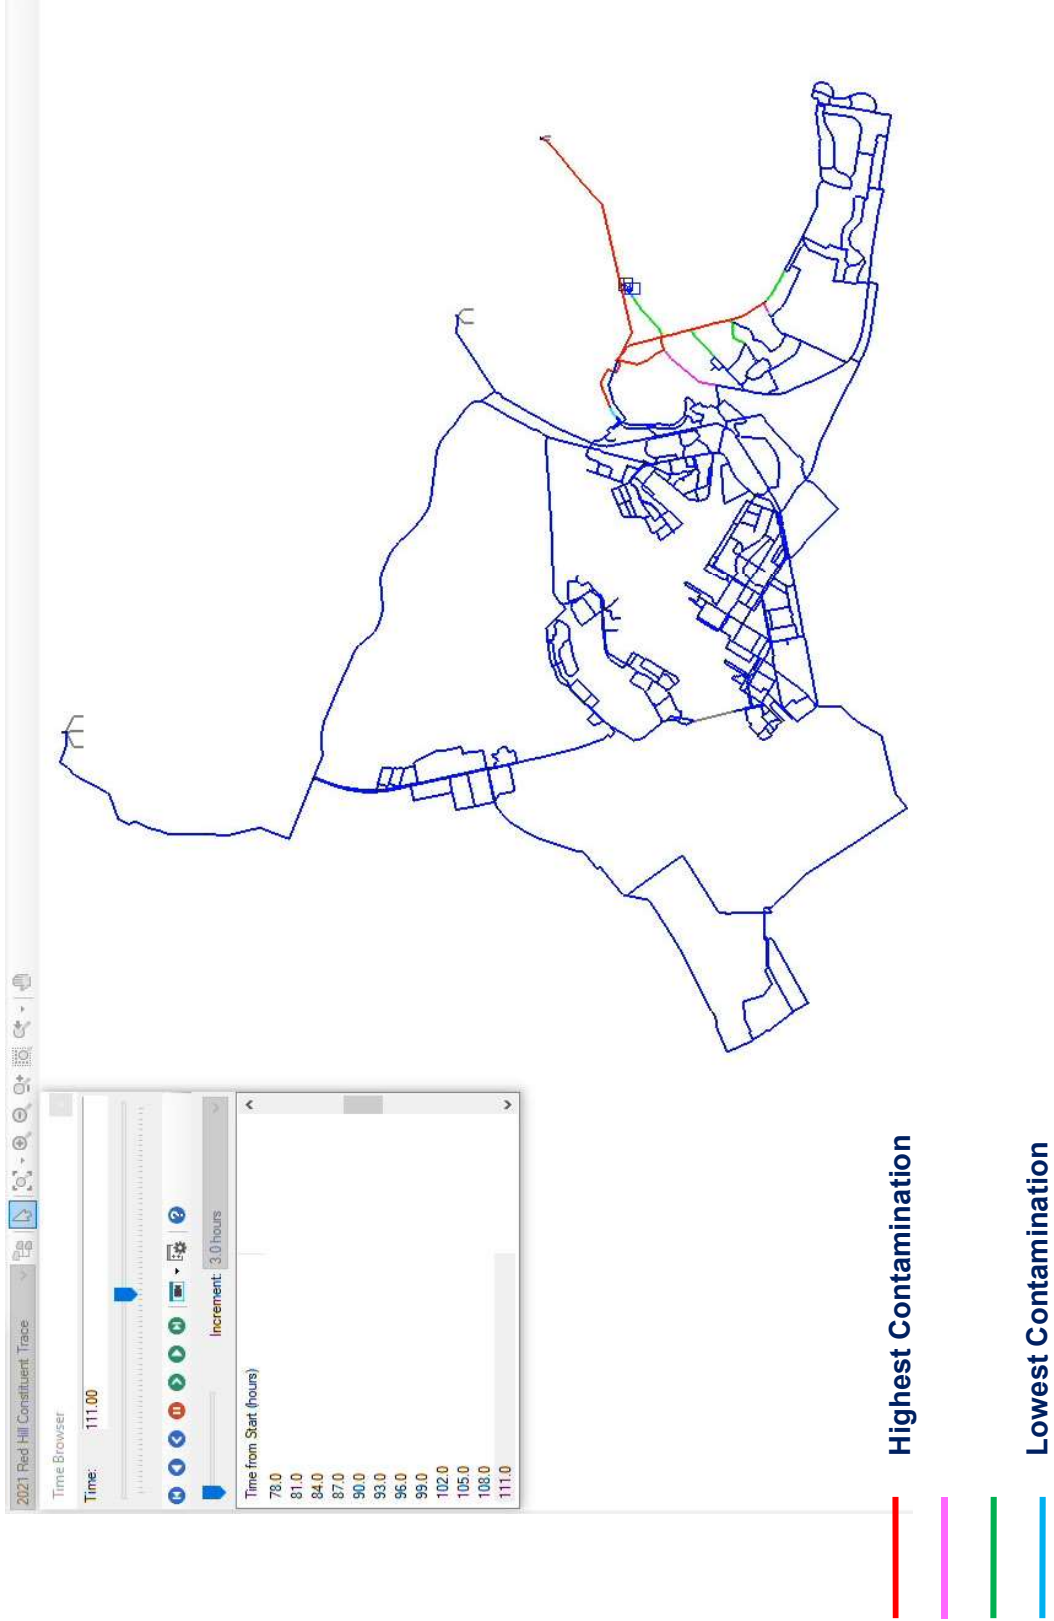 2021 Red Hill Constituent Trace
Time Browser
Time: 111.00
Increment: 3.0 hours
Time from Start (hours)
78.0
81.0
84.0
87.0
90.0
93.0
96.0
99.0
102.0
105.0
108.0
111.0
Highest Contamination
Lowest Contamination